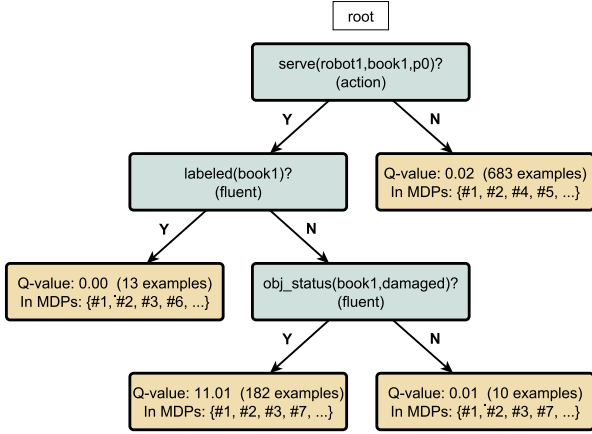 root
serve(robot1,book1,p0)?
(action)
Y
N
labeled(book1)?
(fluent)
Q-value: 0.02 (683 examples)
In MDPs: {#1, #2, #4, #5, ...}
Y
N
Q-value: 0.00 (13 examples)
In MDPs: {#1, #2, #3, #6, ...}
obj_status(book1,damaged)?
(fluent)
Y
N
Q-value: 11.01 (182 examples)
In MDPs: {#1, #2, #3, #7, ...}
Q-value: 0.01 (10 examples)
In MDPs: {#1, #2, #3, #7, ...}